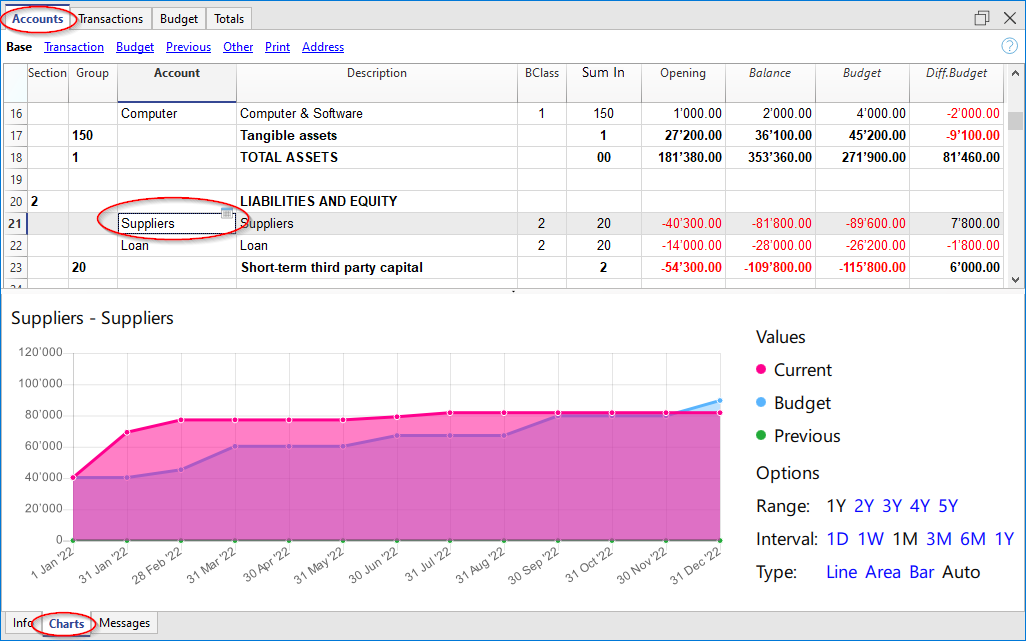 Accounts Transactions Budget Totals
Base Transaction Budget Previous Other Print Address ?
Section Group Account Description BClass Sum In Opening Balance Budget Diff.Budget
16 Computer Computer & Software 1 150 1’000.00 2’000.00 4’000.00 -2’000.00
17 150 Tangible assets 1 27’200.00 36’100.00 45’200.00 -9’100.00
18 1 TOTAL ASSETS 00 181’380.00 353’360.00 271’900.00 81’460.00
19
20 2 LIABILITIES AND EQUITY
21 Suppliers Suppliers 2 20 -40’300.00 -81’800.00 -89’600.00 7’800.00
22 Loan Loan 2 20 -14’000.00 -28’000.00 -26’200.00 -1’800.00
23 20 Short-term third party capital 2 -54’300.00 -109’800.00 -115’800.00 6’000.00
Suppliers - Suppliers
120’000
100’000
80’000
60’000
40’000
20’000
0
1 Jan ’22 31 Jan ’22 28 Feb ’22 31 Mar ’22 30 Apr ’22 31 May ’22 30 Jun ’22 31 Jul ’22 31 Aug ’22 30 Sep ’22 31 Oct ’22 30 Nov ’22 31 Dec ’22
Values
Current
Budget
Previous
Options
Range: 1Y 2Y 3Y 4Y 5Y
Interval: 1D 1W 1M 3M 6M 1Y
Type: Line Area Bar Auto
Info Charts Messages